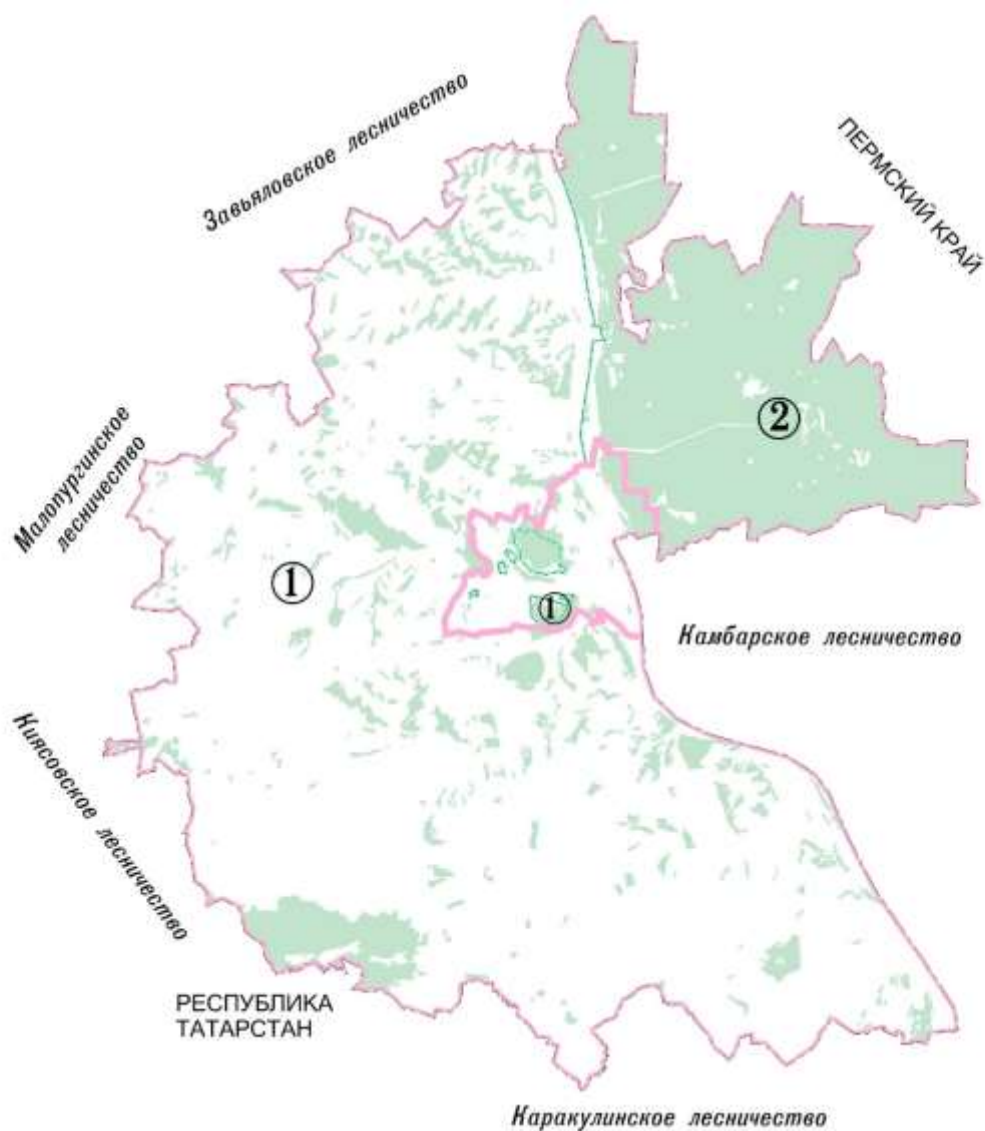 Завьяловское лесничество
ПЕРМСКИЙ КРАЙ
2
Малопургинское
лесничество
1
1
Камбарское лесничество
Киясовское лесничество
РЕСПУБЛИКА
ТАТАРСТАН
Каракулинское лесничество